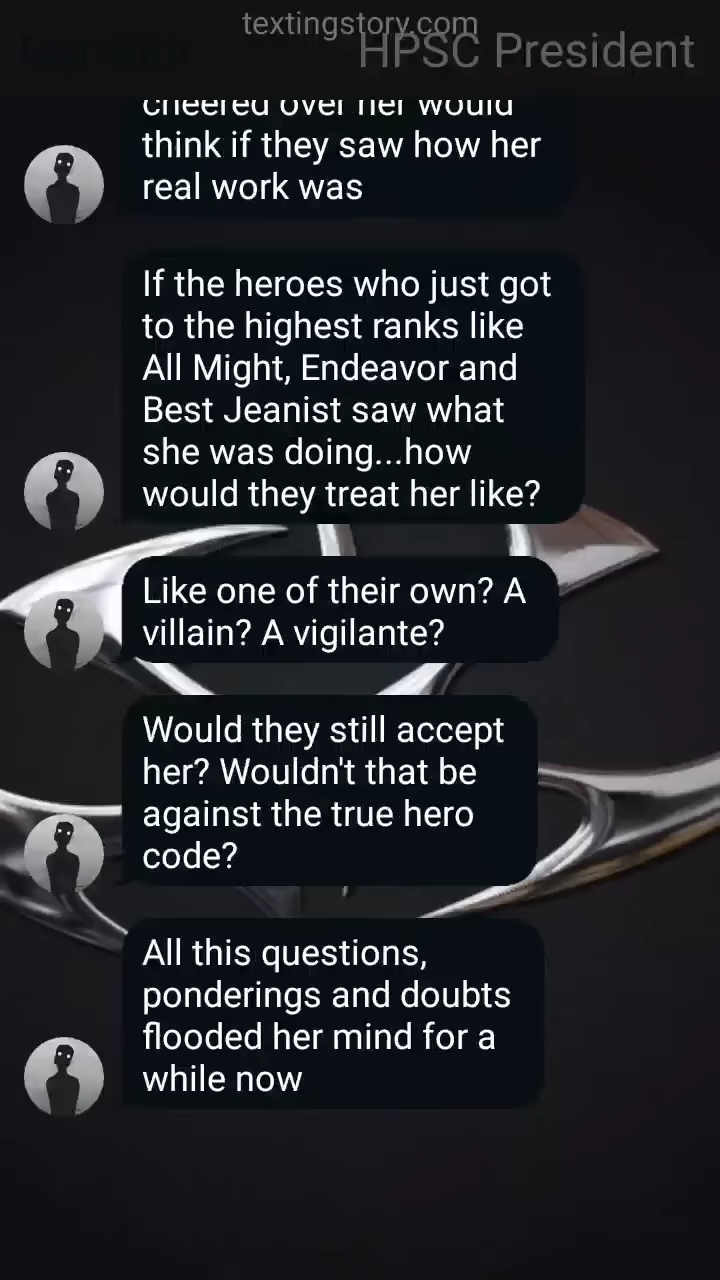 textingstory.com
HPSC President
cheered over her would
think if they saw how her
real work was
If the heroes who just got
to the highest ranks like
All Might, Endeavor and
Best Jeanist saw what
she was doing...how
would they treat her like?
Like one of their own? A
villain? A vigilante?
Would they still accept
her? Wouldn't that be
against the true hero
code?
All this questions,
ponderings and doubts
flooded her mind for a
while now